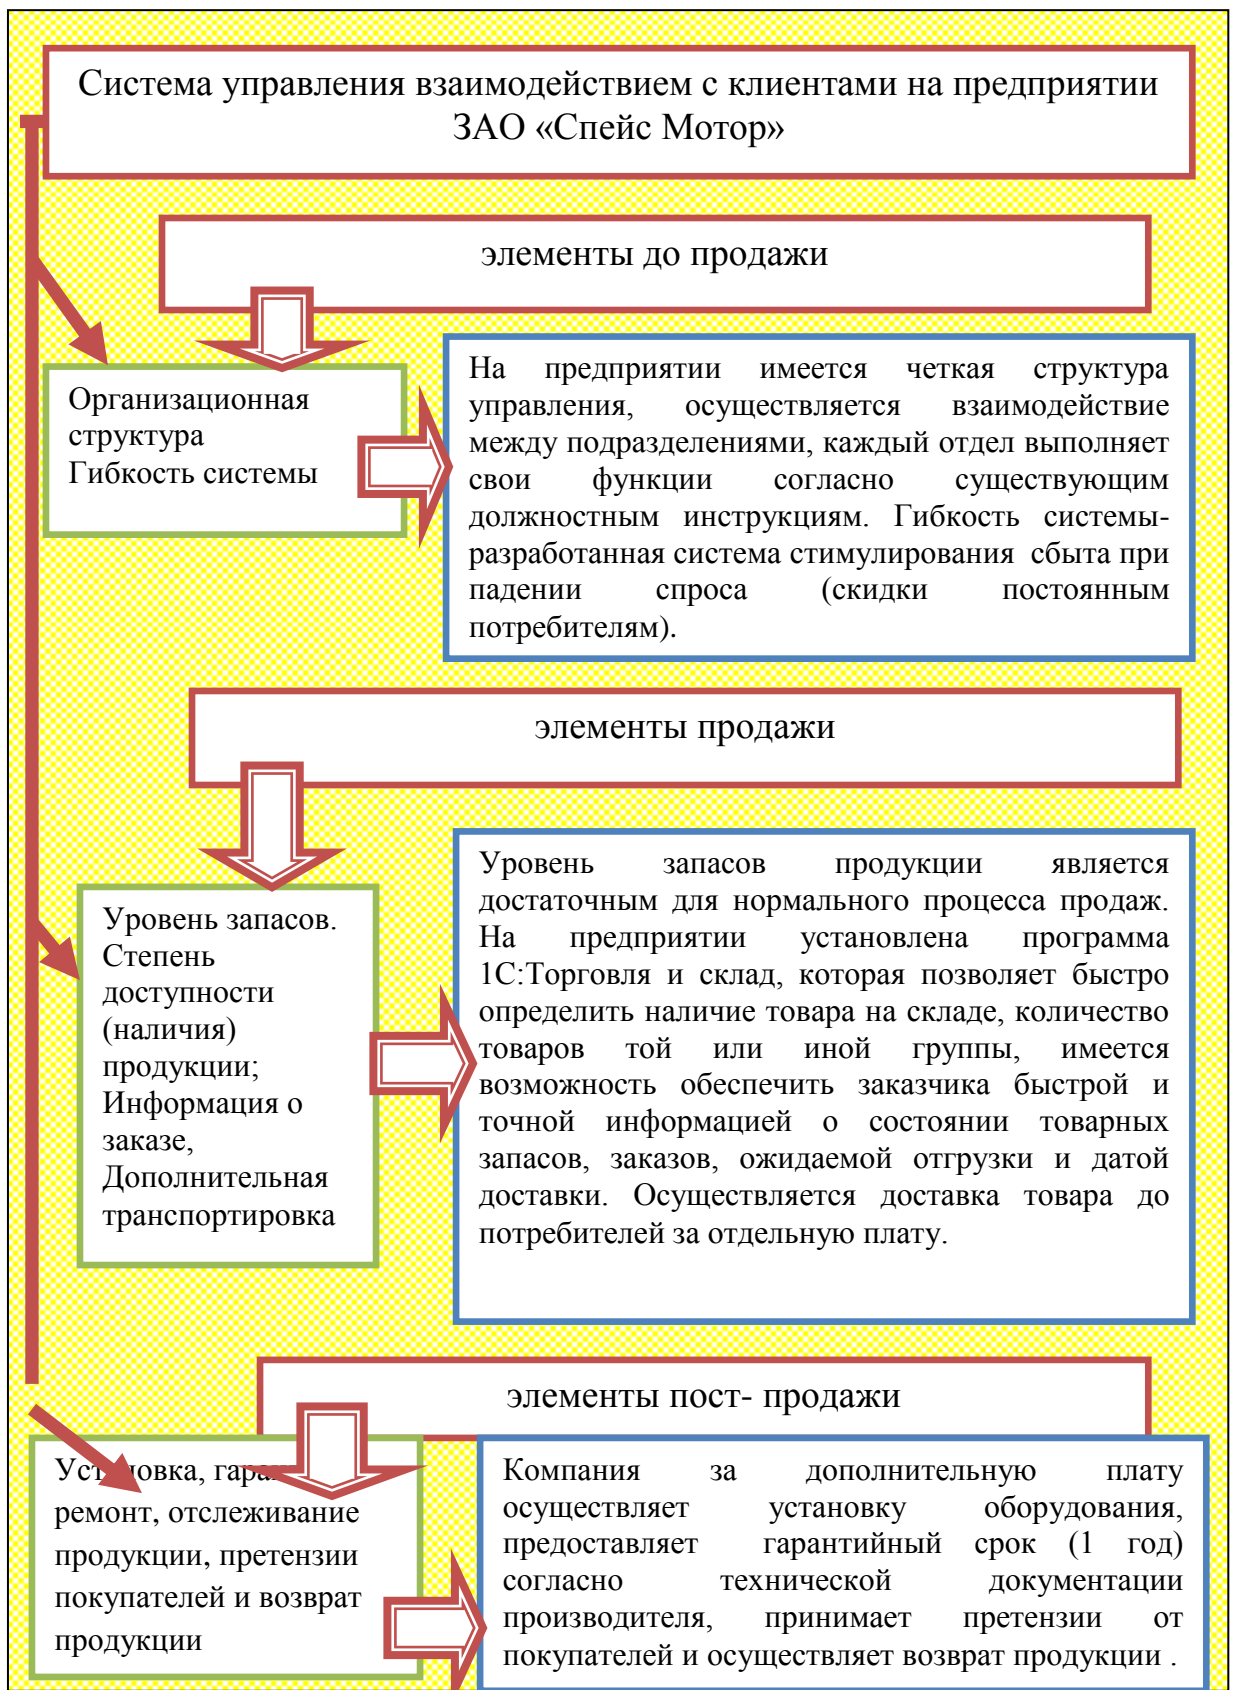 Система управления взаимодействием с клиентами на предприятии
ЗАО «Спейс Мотор»
элементы до продажи
Организационная
структура
Гибкость системы
На предприятии имеется четкая структура
управления, осуществляется взаимодействие
между подразделениями, каждый отдел выполняет
свои функции согласно существующим
должностным инструкциям. Гибкость системы-
разработанная система стимулирования сбыта при
падении спроса (скидки постоянным
потребителям).
элементы продажи
Уровень запасов.
Степень
доступности
(наличия)
продукции;
Информация о
заказе,
Дополнительная
транспортировка
Уровень запасов продукции является
достаточным для нормального процесса продаж.
На предприятии установлена программа
1С:Торговля и склад, которая позволяет быстро
определить наличие товара на складе, количество
товаров той или иной группы, имеется
возможность обеспечить заказчика быстрой и
точной информацией о состоянии товарных
запасов, заказов, ожидаемой отгрузки и датой
доставки. Осуществляется доставка товара до
потребителей за отдельную плату.
элементы пост- продажи
Установка,
ремонт, отслеживание
продукции, претензии
покупателей и возврат
продукции
Компания за дополнительную плату
осуществляет установку оборудования,
предоставляет гарантийный срок (1 год)
согласно технической документации
производителя, принимает претензии от
покупателей и осуществляет возврат продукции .